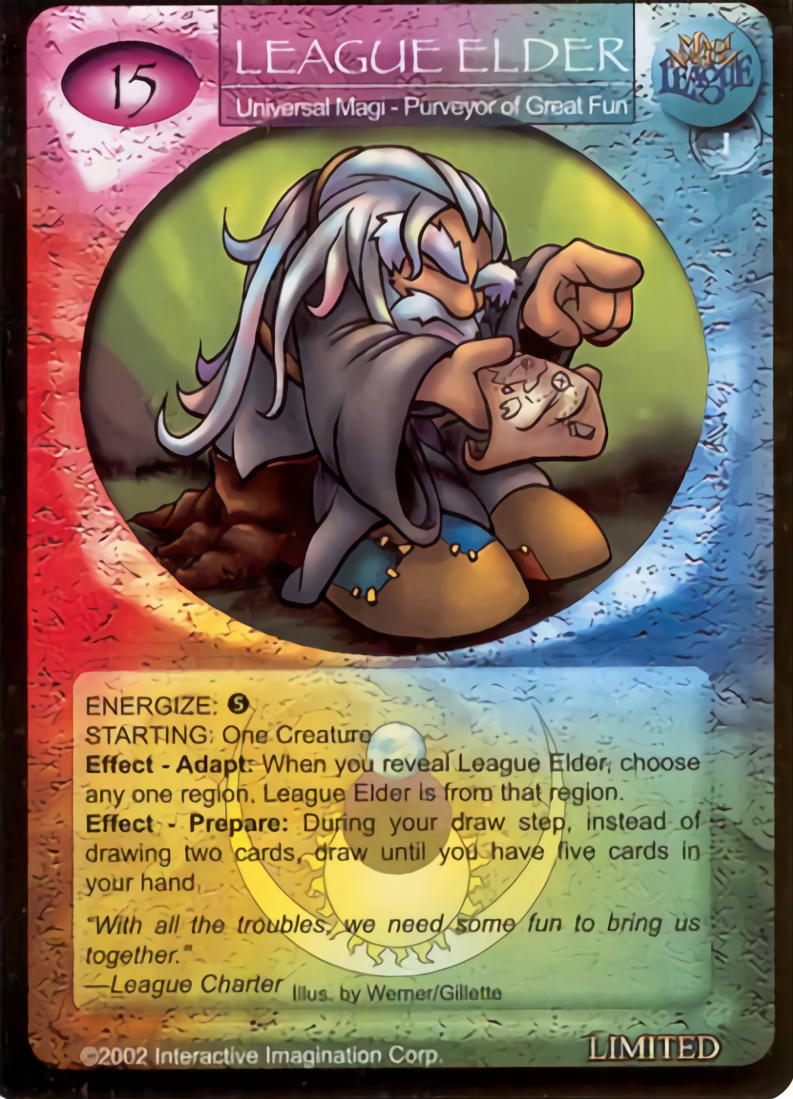 15
LEAGUE ELDER
Universal Magi - Purveyor of Great Fun
MAGI
LEAGUE
1
ENERGIZE: 5
STARTING: One Creature
Effect - Adapt: When you reveal League Elder, choose
any one region. League Elder is from that region.
Effect - Prepare: During your draw step, instead of
drawing two cards, draw until you have five cards in
your hand.
"With all the troubles, we need some fun to bring us
together."
—League Charter
Illus. by Werner/Gillette
©2002 Interactive Imagination Corp.
LIMITED